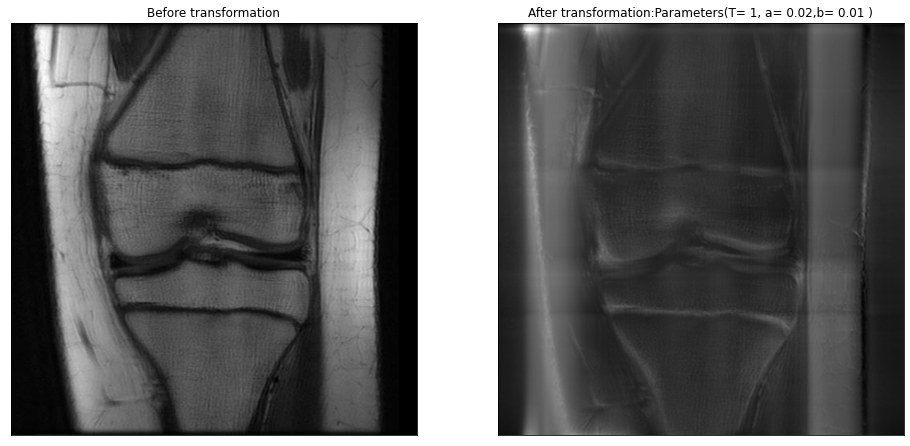 Before transformation
After transformation:Parameters(T= 1, a= 0.02,b= 0.01 )